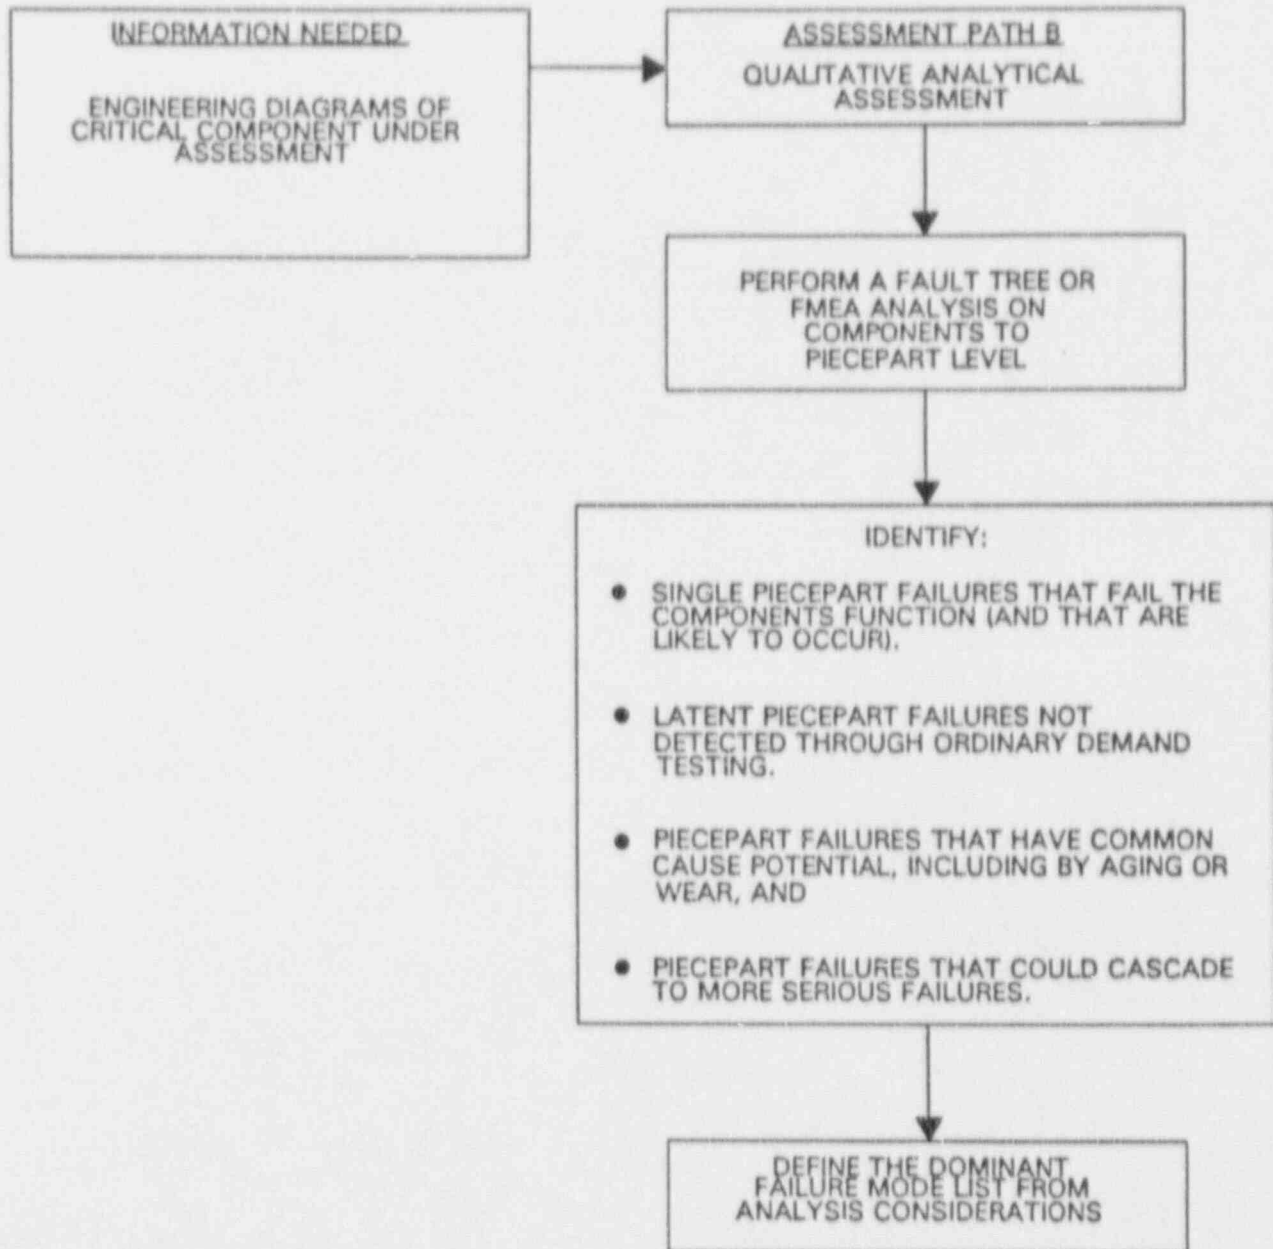 INFORMATION NEEDED
ENGINEERING DIAGRAMS OF
CRITICAL COMPONENT UNDER
ASSESSMENT
ASSESSMENT PATH B
QUALITATIVE ANALYTICAL
ASSESSMENT
PERFORM A FAULT TREE OR
FMEA ANALYSIS ON
COMPONENTS TO
PIECEPART LEVEL
IDENTIFY:
● SINGLE PIECEPART FAILURES THAT FAIL THE
COMPONENTS FUNCTION (AND THAT ARE
LIKELY TO OCCUR).
● LATENT PIECEPART FAILURES NOT
DETECTED THROUGH ORDINARY DEMAND
TESTING.
● PIECEPART FAILURES THAT HAVE COMMON
CAUSE POTENTIAL, INCLUDING BY AGING OR
WEAR, AND
● PIECEPART FAILURES THAT COULD CASCADE
TO MORE SERIOUS FAILURES.
DEFINE THE DOMINANT
FAILURE MODE LIST FROM
ANALYSIS CONSIDERATIONS